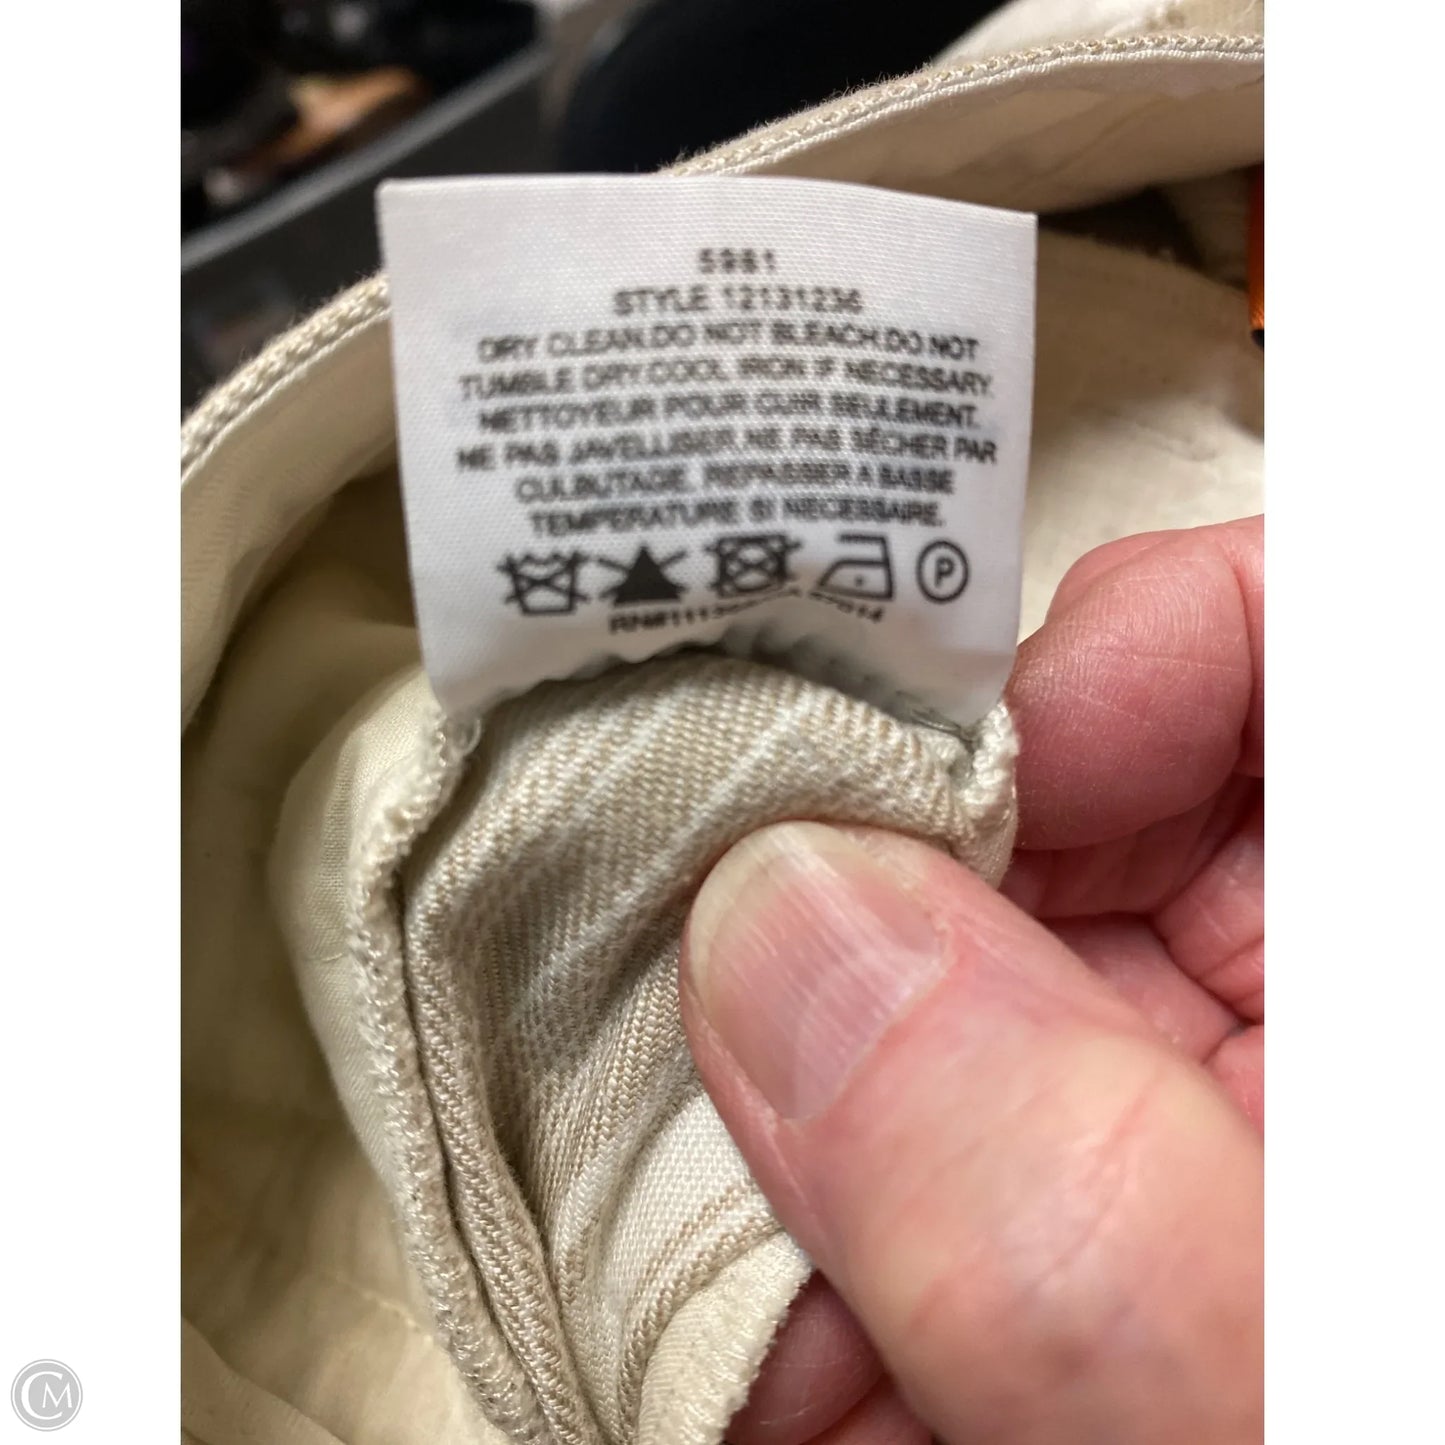 5981
STYLE 12131236
DRY CLEAN.DO NOT BLEACH.DO NOT
TUMBLE DRY.COOL IRON IF NECESSARY.
NETTOYEUR POUR CUIR SEULEMENT.
NE PAS JAVELLISER.NE PAS SÉCHER PAR
CULBUTAGE. REPASSER A BASSE
TEMPERATURE SI NECESSAIRE.
P
CM